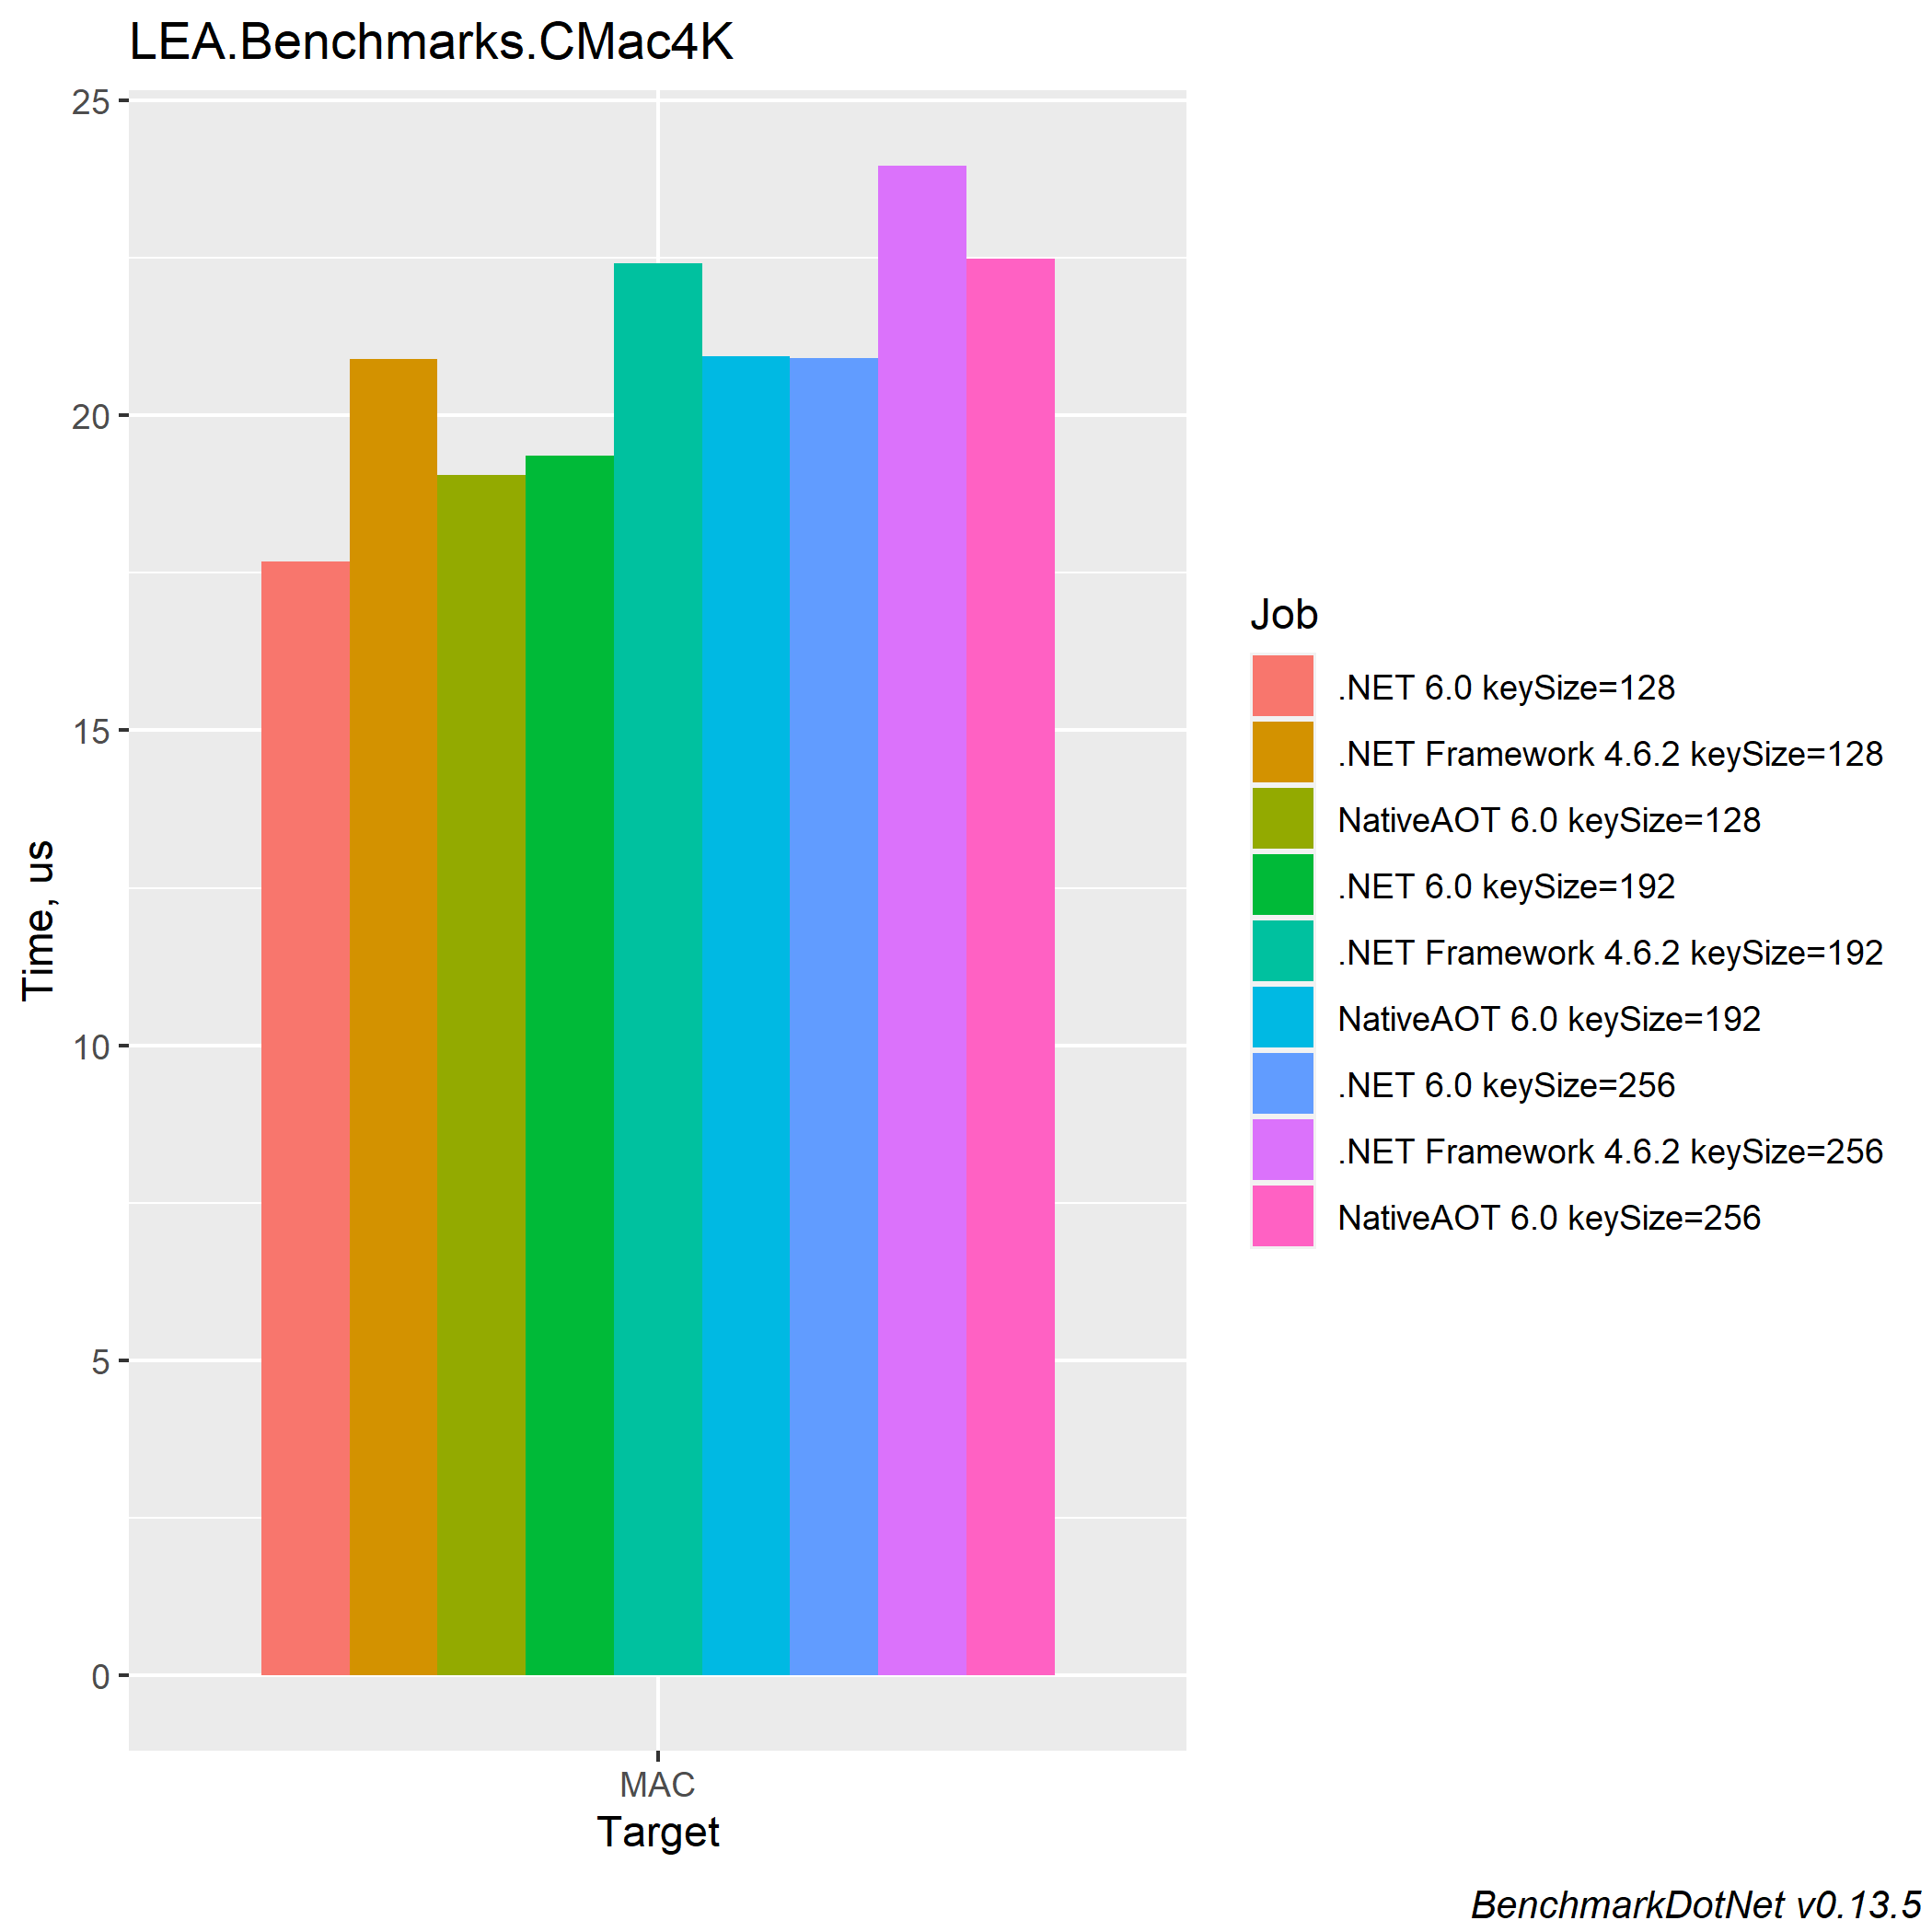 LEA.Benchmarks.CMac4K
25
20
15
10
5
0
Time, us
MAC
Target
Job
.NET 6.0 keySize=128
.NET Framework 4.6.2 keySize=128
NativeAOT 6.0 keySize=128
.NET 6.0 keySize=192
.NET Framework 4.6.2 keySize=192
NativeAOT 6.0 keySize=192
.NET 6.0 keySize=256
.NET Framework 4.6.2 keySize=256
NativeAOT 6.0 keySize=256
BenchmarkDotNet v0.13.5